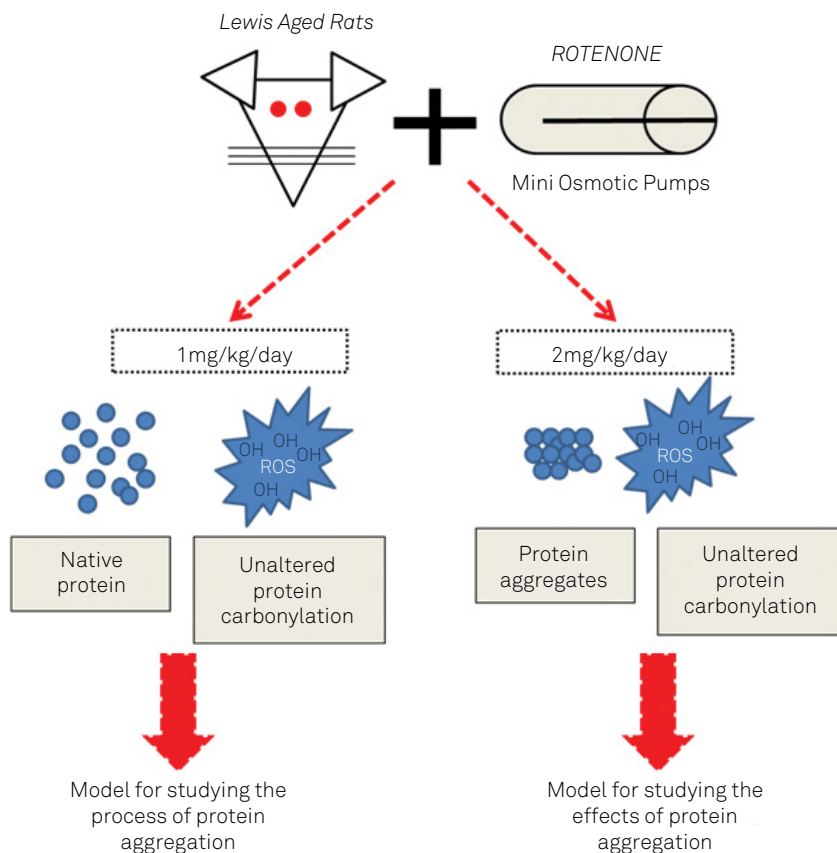 Lewis Aged Rats
ROTENONE
Mini Osmotic Pumps
1mg/kg/day
2mg/kg/day
OH
OH
OH
ROS
OH
OH
OH
OH
ROS
OH
Native
protein
Unaltered
protein
carbonylation
Protein
aggregates
Unaltered
protein
carbonylation
Model for studying the
process of protein
aggregation
Model for studying the
effects of protein
aggregation